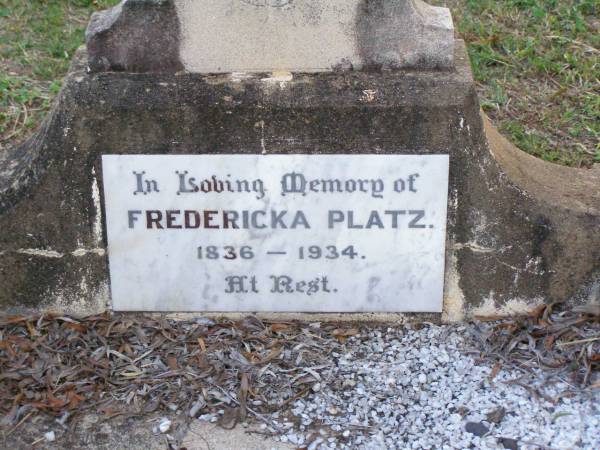 In Loving Memory of
FREDERICKA PLATZ.
1836 — 1934.
At Rest.